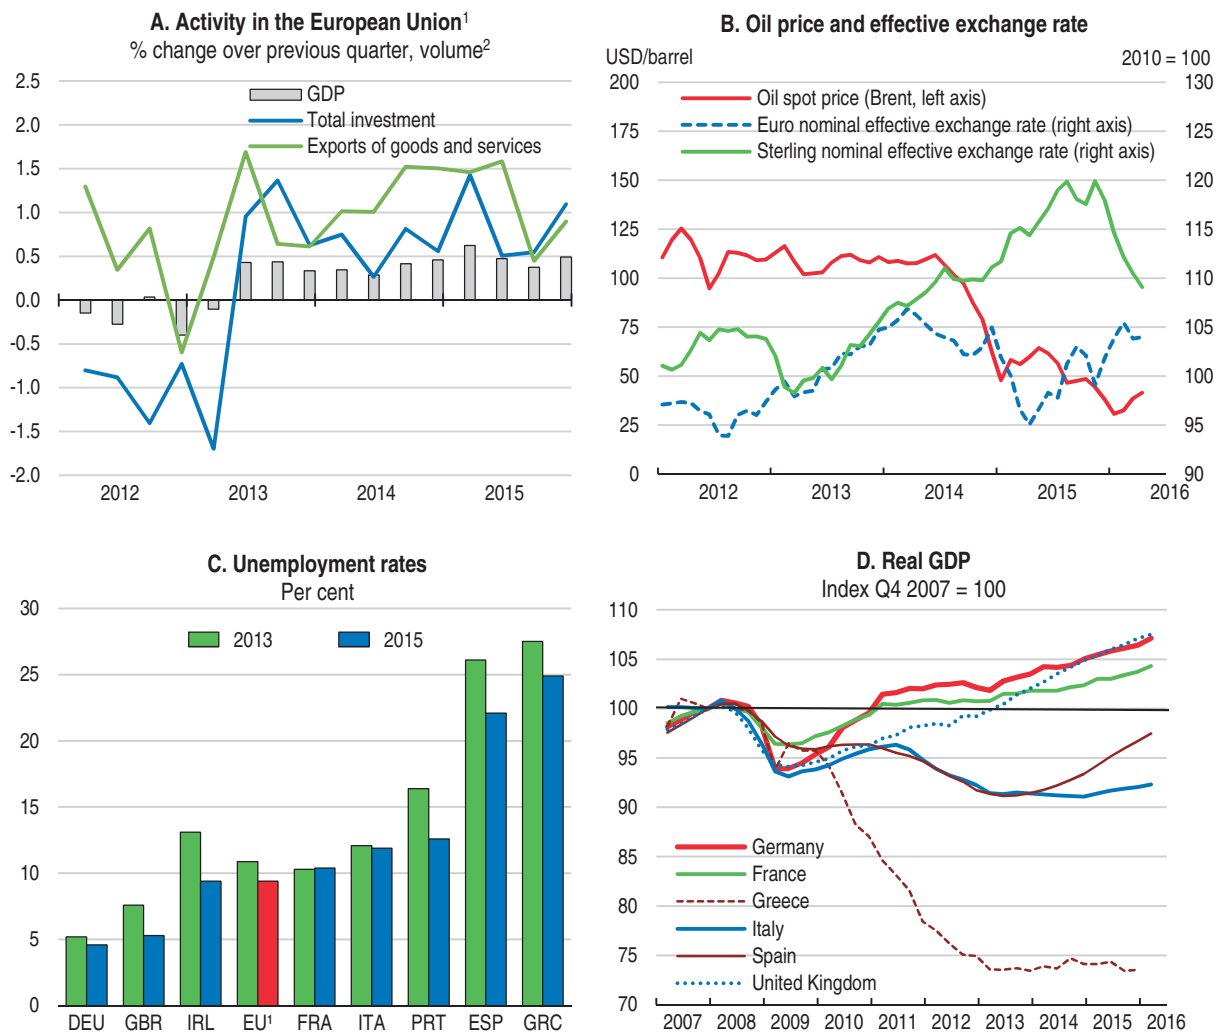 A. Activity in the European Union¹
% change over previous quarter, volume²
2.5
2.0
1.5
1.0
0.5
0.0
-0.5
-1.0
-1.5
-2.0
GDP
Total investment
Exports of goods and services
2012
2013
2014
2015
B. Oil price and effective exchange rate
USD/barrel
2010 = 100
200
175
150
125
100
75
50
25
0
130
125
120
115
110
105
100
95
90
Oil spot price (Brent, left axis)
Euro nominal effective exchange rate (right axis)
Sterling nominal effective exchange rate (right axis)
2012
2013
2014
2015
2016
C. Unemployment rates
Per cent
30
25
20
15
10
5
0
2013
2015
DEU
GBR
IRL
EU¹
FRA
ITA
PRT
ESP
GRC
D. Real GDP
Index Q4 2007 = 100
110
105
100
95
90
85
80
75
70
Germany
France
Greece
Italy
Spain
United Kingdom
2007
2008
2009
2010
2011
2012
2013
2014
2015
2016